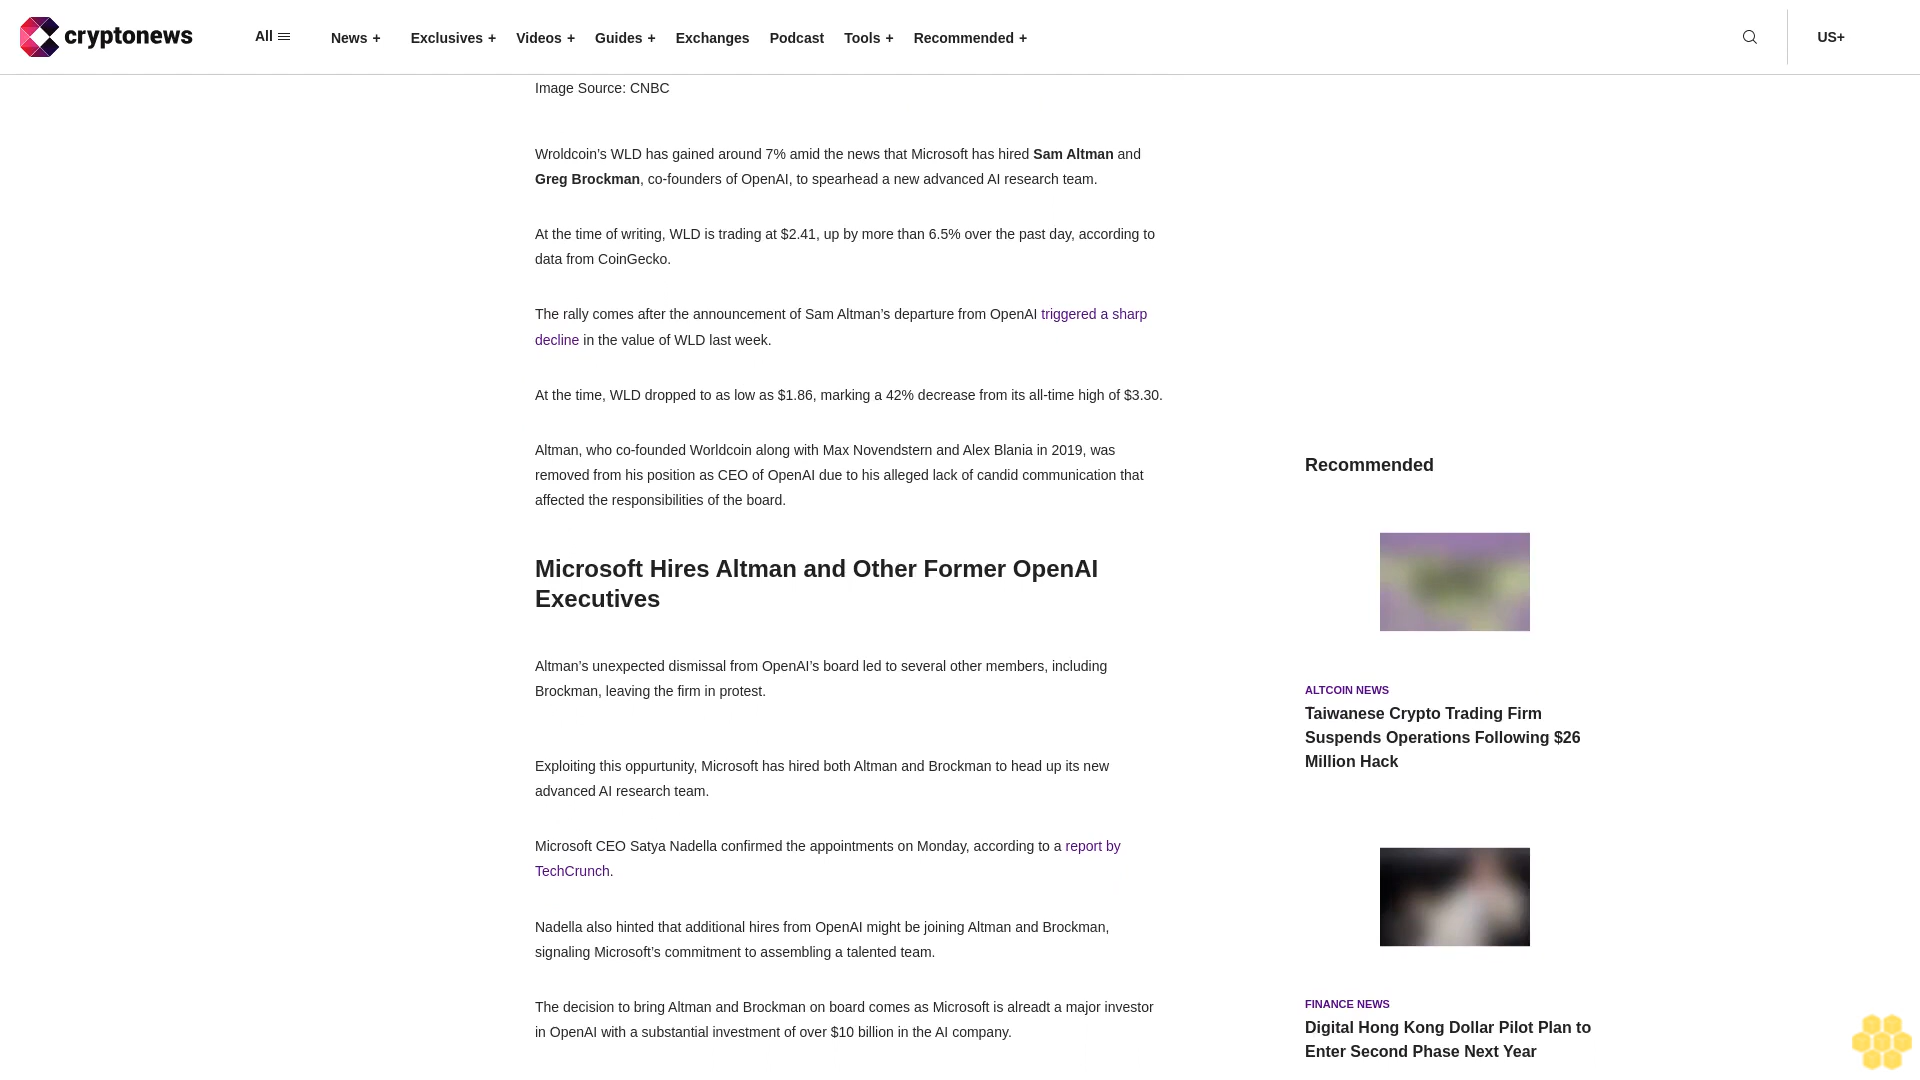 cryptonews
All
News +
Exclusives +
Videos +
Guides +
Exchanges
Podcast
Tools +
Recommended +
US+
Image Source: CNBC
Wroldcoin’s WLD has gained around 7% amid the news that Microsoft has hired Sam Altman and
Greg Brockman, co-founders of OpenAI, to spearhead a new advanced AI research team.
At the time of writing, WLD is trading at $2.41, up by more than 6.5% over the past day, according to
data from CoinGecko.
The rally comes after the announcement of Sam Altman’s departure from OpenAI triggered a sharp
decline in the value of WLD last week.
At the time, WLD dropped to as low as $1.86, marking a 42% decrease from its all-time high of $3.30.
Altman, who co-founded Worldcoin along with Max Novendstern and Alex Blania in 2019, was
removed from his position as CEO of OpenAI due to his alleged lack of candid communication that
affected the responsibilities of the board.
Microsoft Hires Altman and Other Former OpenAI
Executives
Altman’s unexpected dismissal from OpenAI’s board led to several other members, including
Brockman, leaving the firm in protest.
Exploiting this oppurtunity, Microsoft has hired both Altman and Brockman to head up its new
advanced AI research team.
Microsoft CEO Satya Nadella confirmed the appointments on Monday, according to a report by
TechCrunch.
Nadella also hinted that additional hires from OpenAI might be joining Altman and Brockman,
signaling Microsoft’s commitment to assembling a talented team.
The decision to bring Altman and Brockman on board comes as Microsoft is alreadt a major investor
in OpenAI with a substantial investment of over $10 billion in the AI company.
Recommended
ALTCOIN NEWS
Taiwanese Crypto Trading Firm
Suspends Operations Following $26
Million Hack
FINANCE NEWS
Digital Hong Kong Dollar Pilot Plan to
Enter Second Phase Next Year